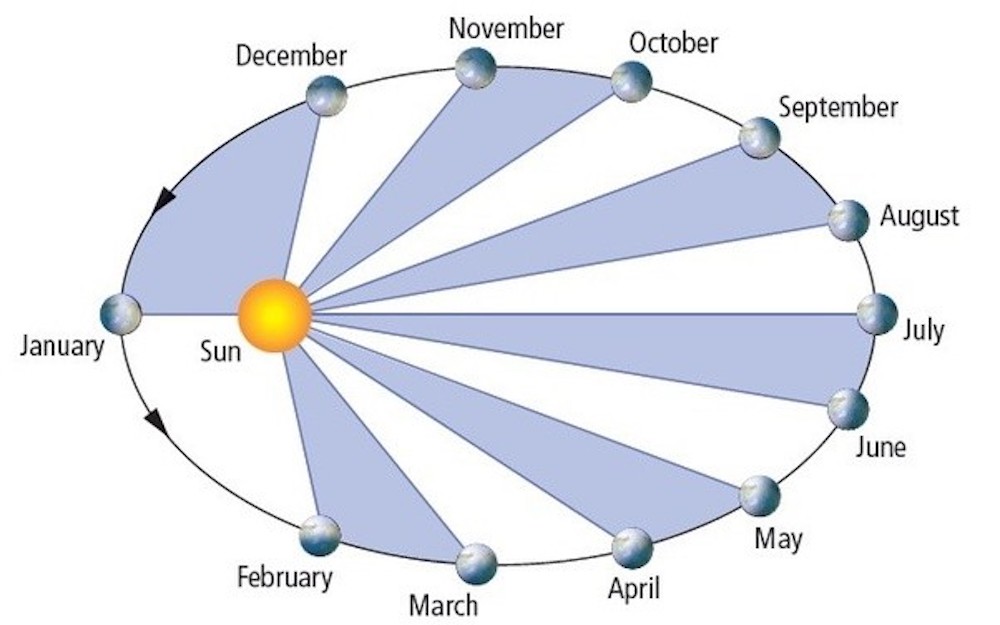 November
October
December
September
August
July
January
Sun
June
May
February
April
March